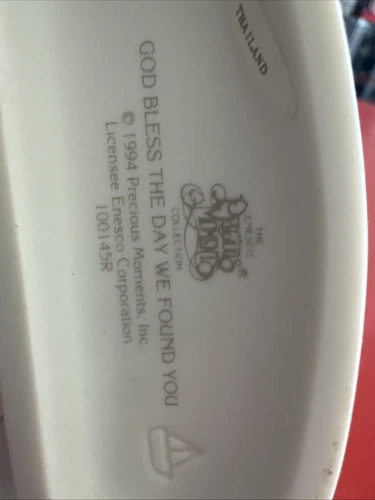 THAILAND
THE
ENESCO
Precious
Moments®
COLLECTION
GOD BLESS THE DAY WE FOUND YOU
© 1994 Precious Moments, Inc.
Licensee Enesco Corporation
100145R